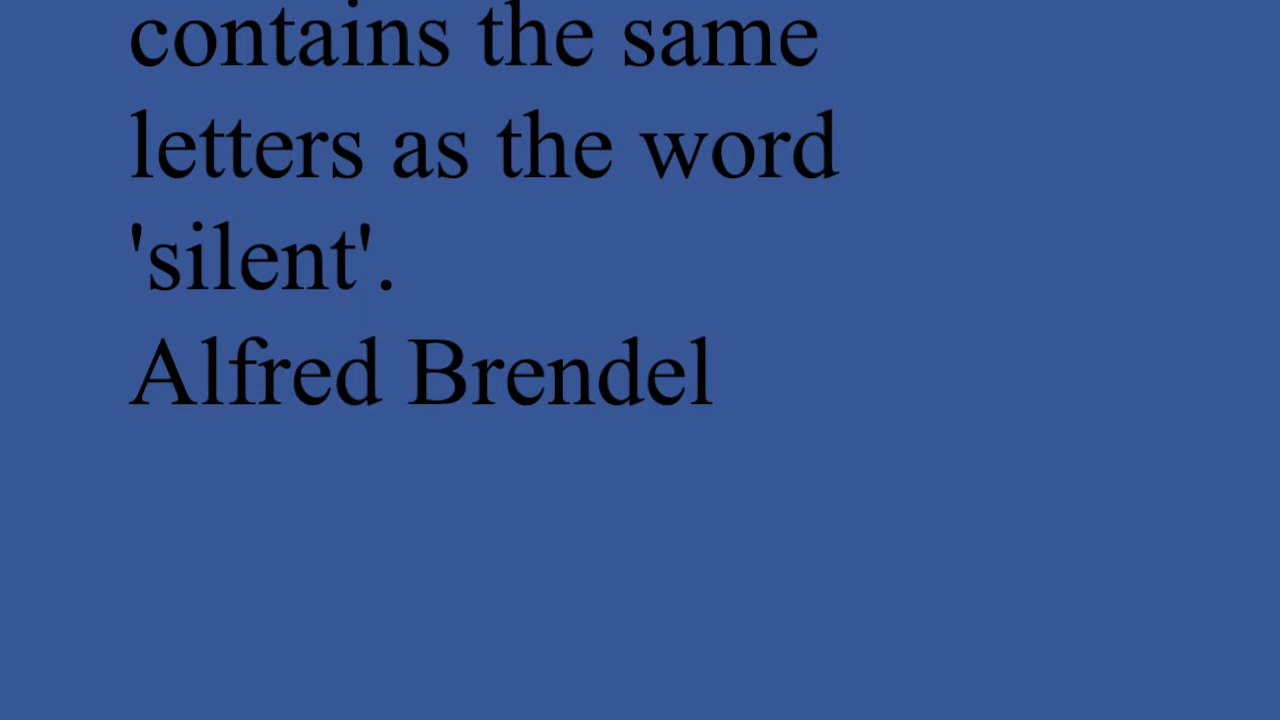 contains the same
letters as the word
'silent'.
Alfred Brendel